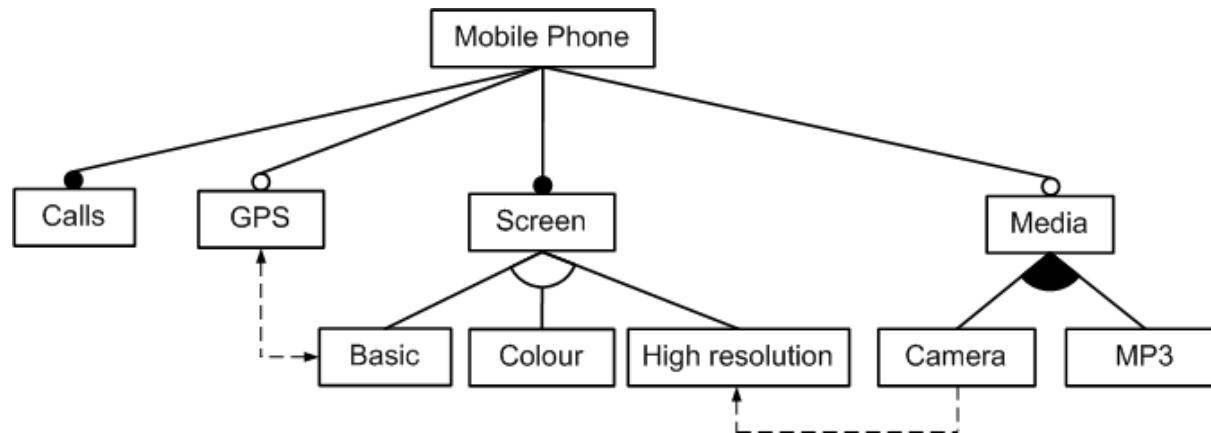 Mobile Phone
Calls
GPS
Screen
Media
Basic
Colour
High resolution
Camera
MP3